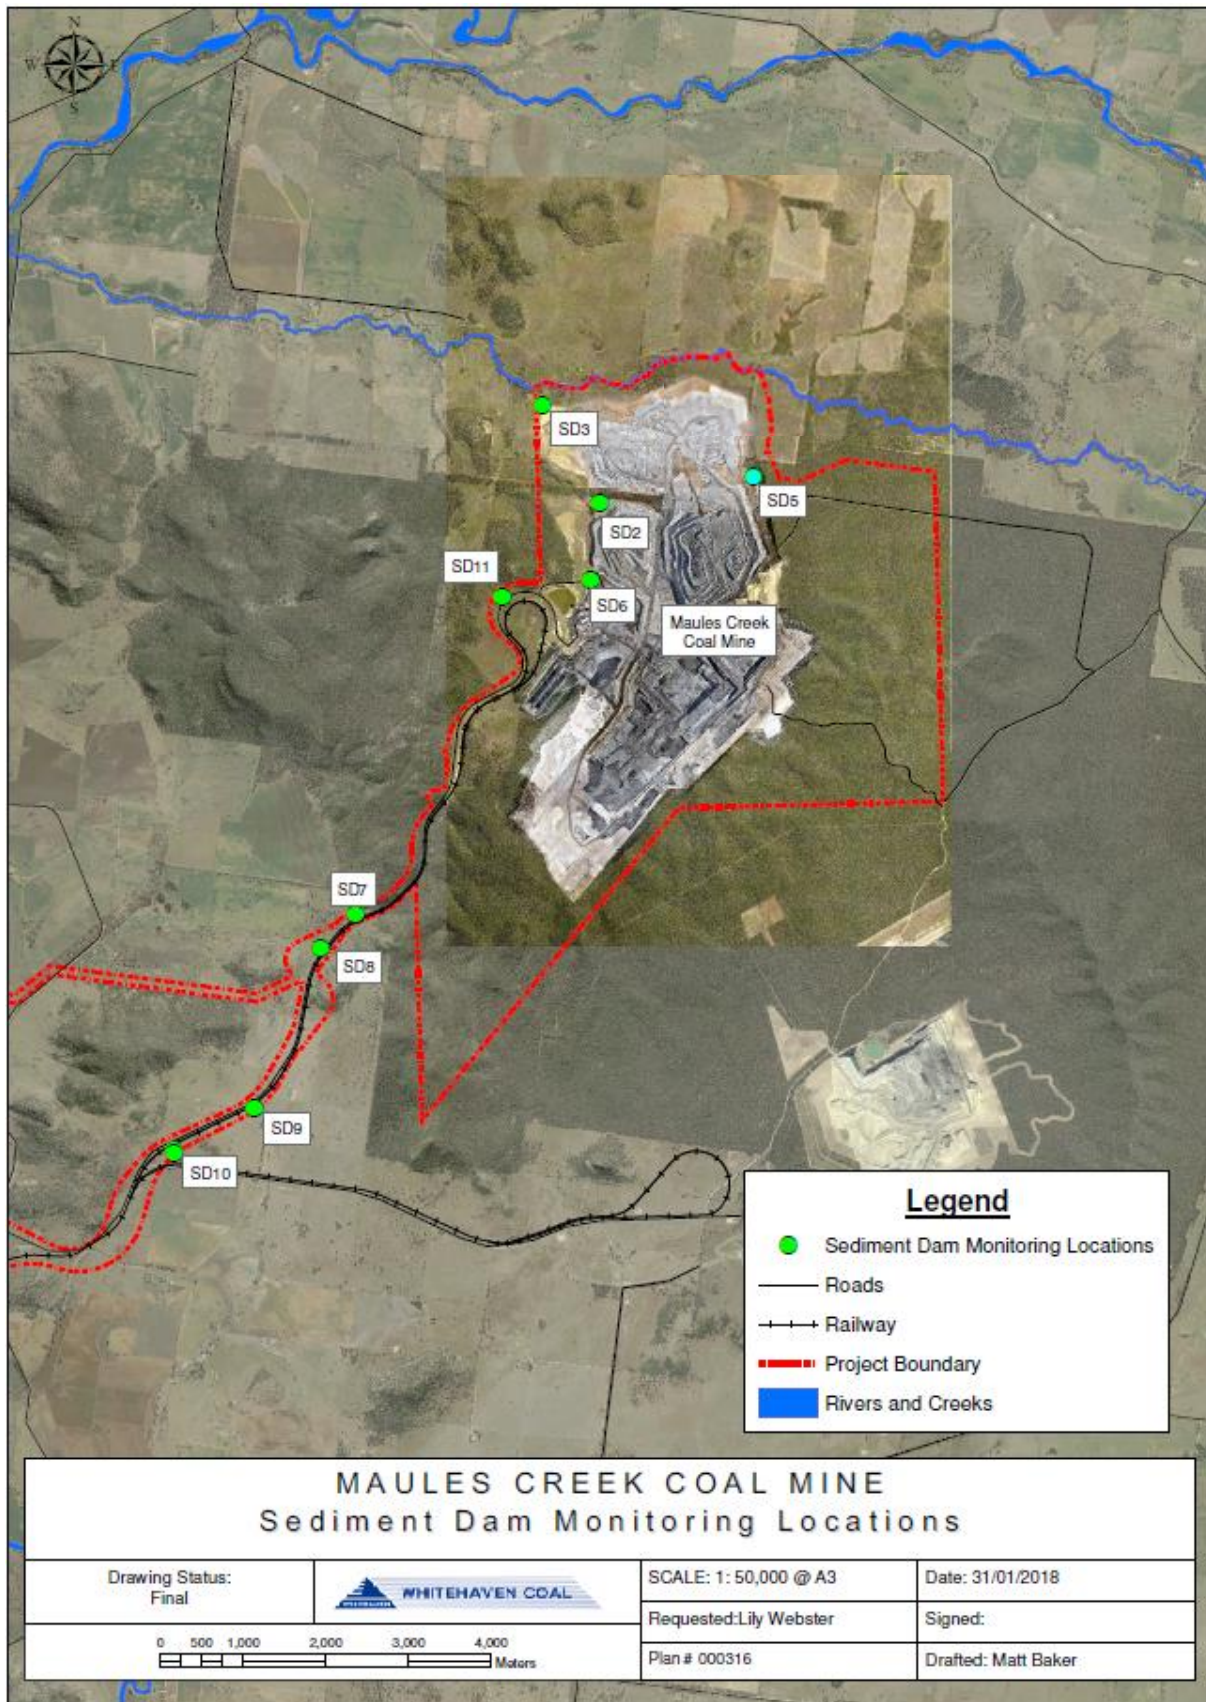 N
W E
S
SD3
SD5
SD2
SD11
SD6
Maules Creek
Coal Mine
SD7
SD8
SD9
SD10
Legend
Sediment Dam Monitoring Locations
Roads
Railway
Project Boundary
Rivers and Creeks
MAULES CREEK COAL MINE
Sediment Dam Monitoring Locations
Drawing Status:
Final
WHITEHAVEN COAL
SCALE: 1: 50,000 @ A3
Date: 31/01/2018
Requested:Lily Webster
Signed:
0 500 1,000 2,000 3,000 4,000
Meters
Plan # 000316
Drafted: Matt Baker